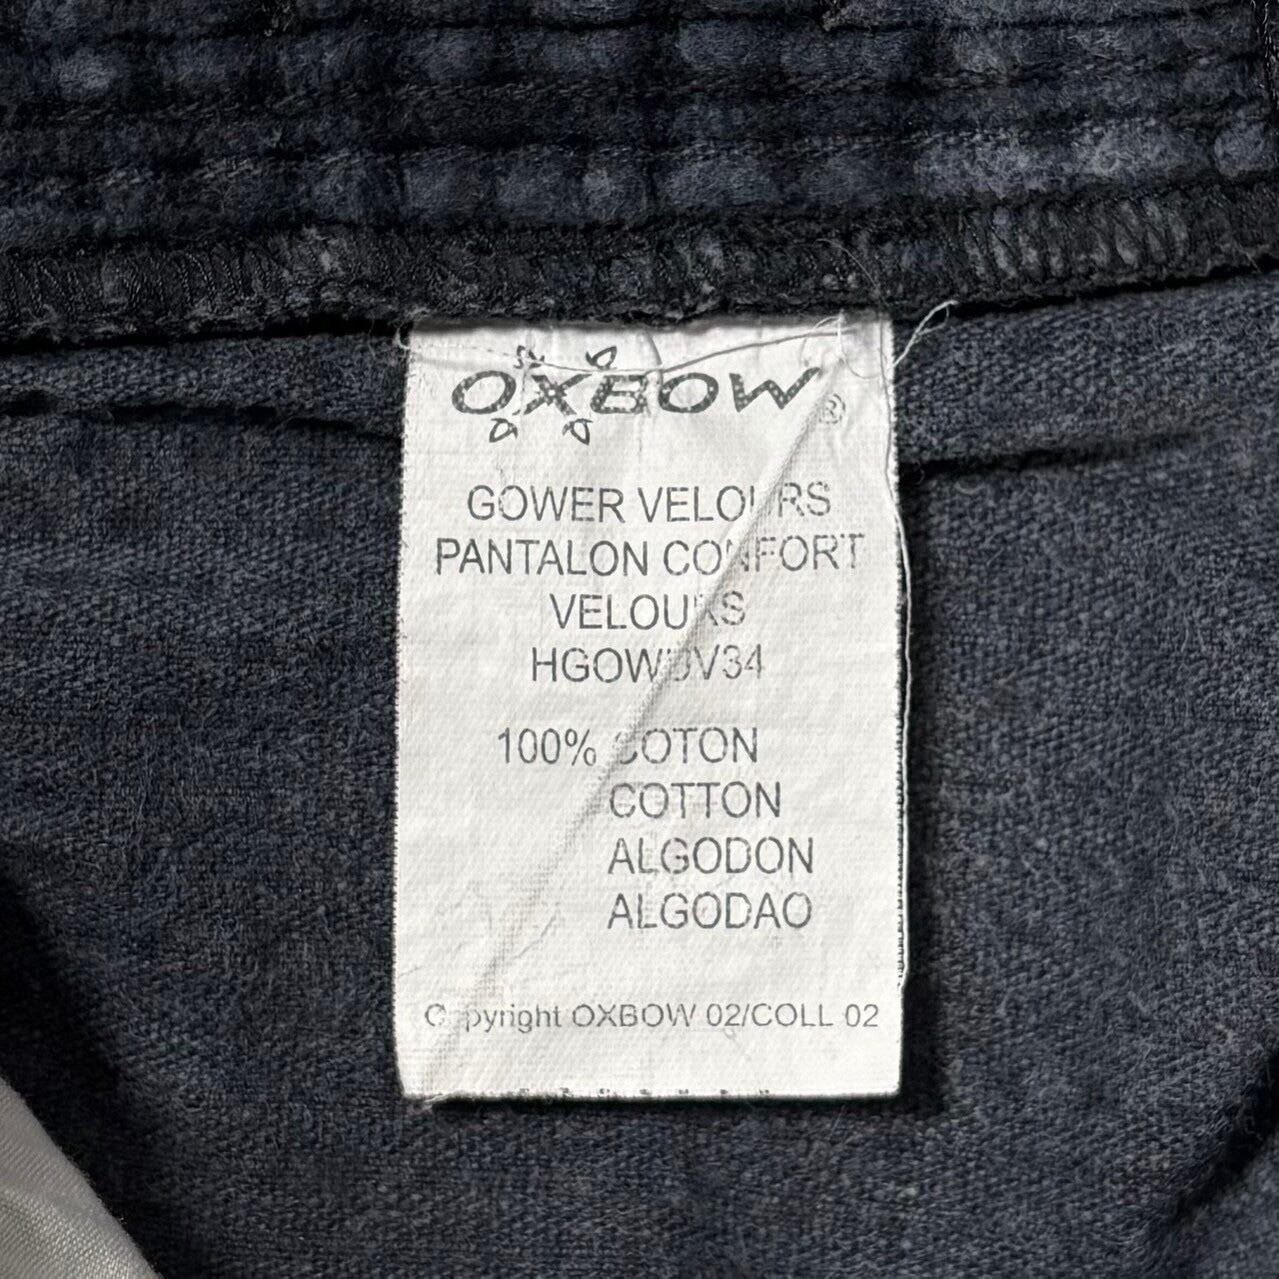 OXBOW®
GOWER VELOURS
PANTALON CONFORT
VELOURS
100% COTON
COTTON
ALGODON
ALGODAO
Copyright OXBOW 02/COLL 02